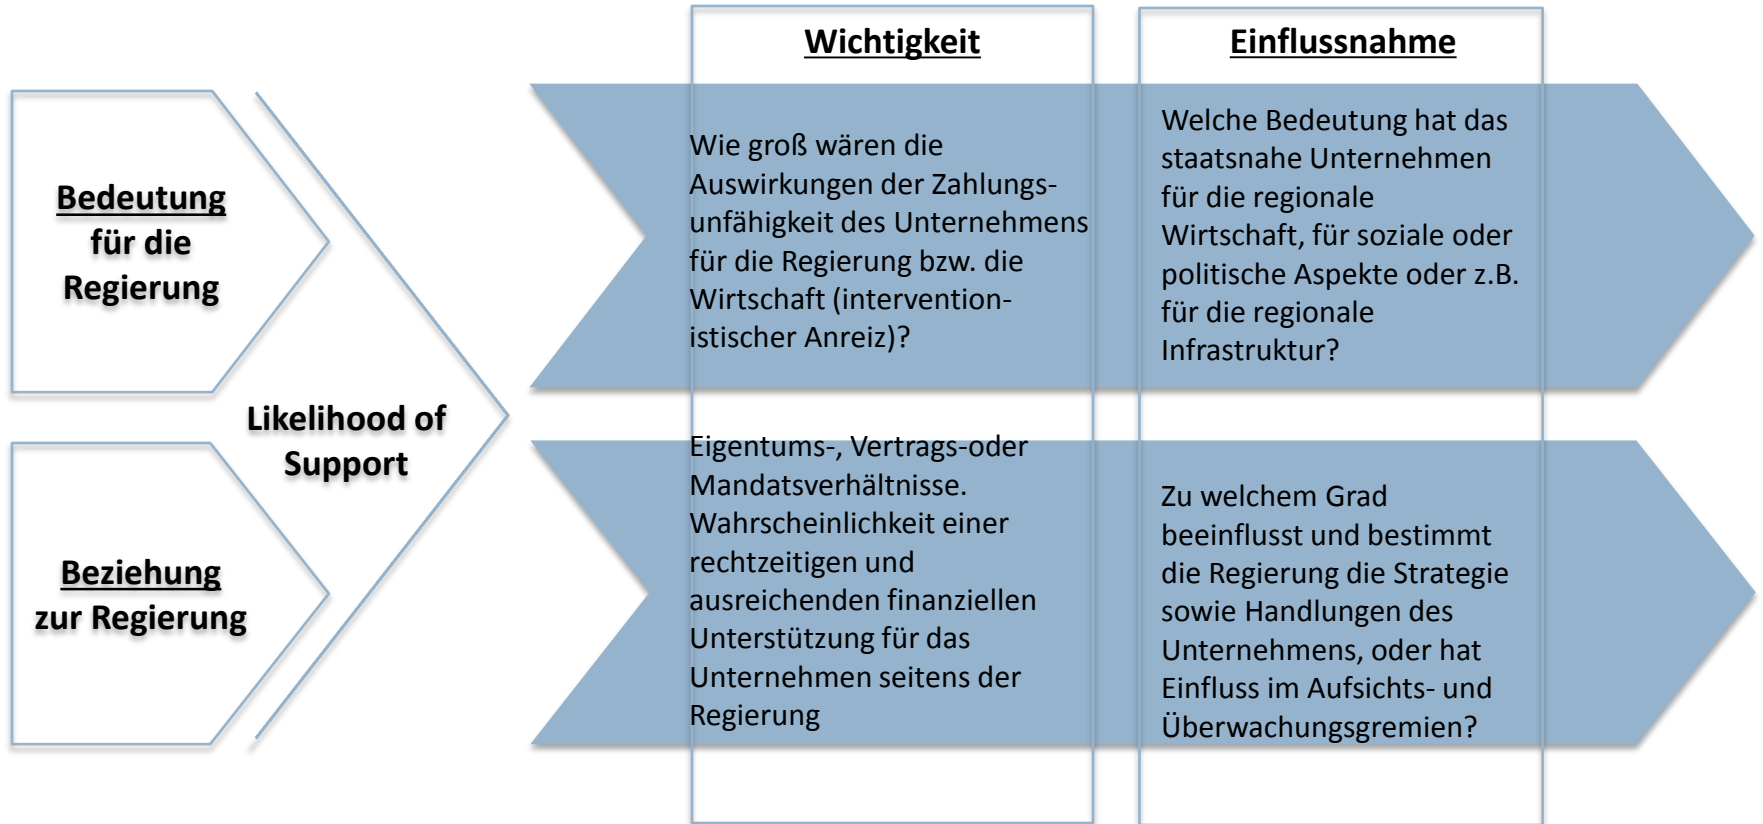 Wichtigkeit
Einflussnahme
Bedeutung
für die
Regierung
Wie groß wären die
Auswirkungen der Zahlungs-
unfähigkeit des Unternehmens
für die Regierung bzw. die
Wirtschaft (intervention-
istischer Anreiz)?
Welche Bedeutung hat das
staatsnahe Unternehmen
für die regionale
Wirtschaft, für soziale oder
politische Aspekte oder z.B.
für die regionale
Infrastruktur?
Likelihood of
Support
Beziehung
zur Regierung
Eigentums-, Vertrags-oder
Mandatsverhältnisse.
Wahrscheinlichkeit einer
rechtzeitigen und
ausreichenden finanziellen
Unterstützung für das
Unternehmen seitens der
Regierung
Zu welchem Grad
beeinflusst und bestimmt
die Regierung die Strategie
sowie Handlungen des
Unternehmens, oder hat
Einfluss im Aufsichts- und
Überwachungsgremien?